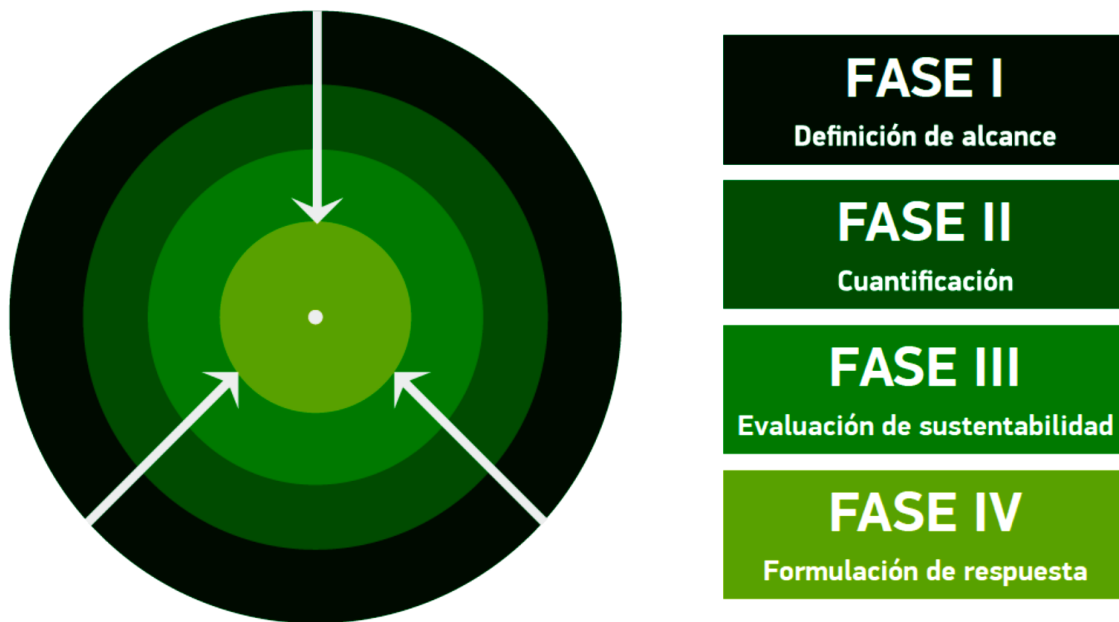 FASE I
Definición de alcance
FASE II
Cuantificación
FASE III
Evaluación de sustentabilidad
FASE IV
Formulación de respuesta